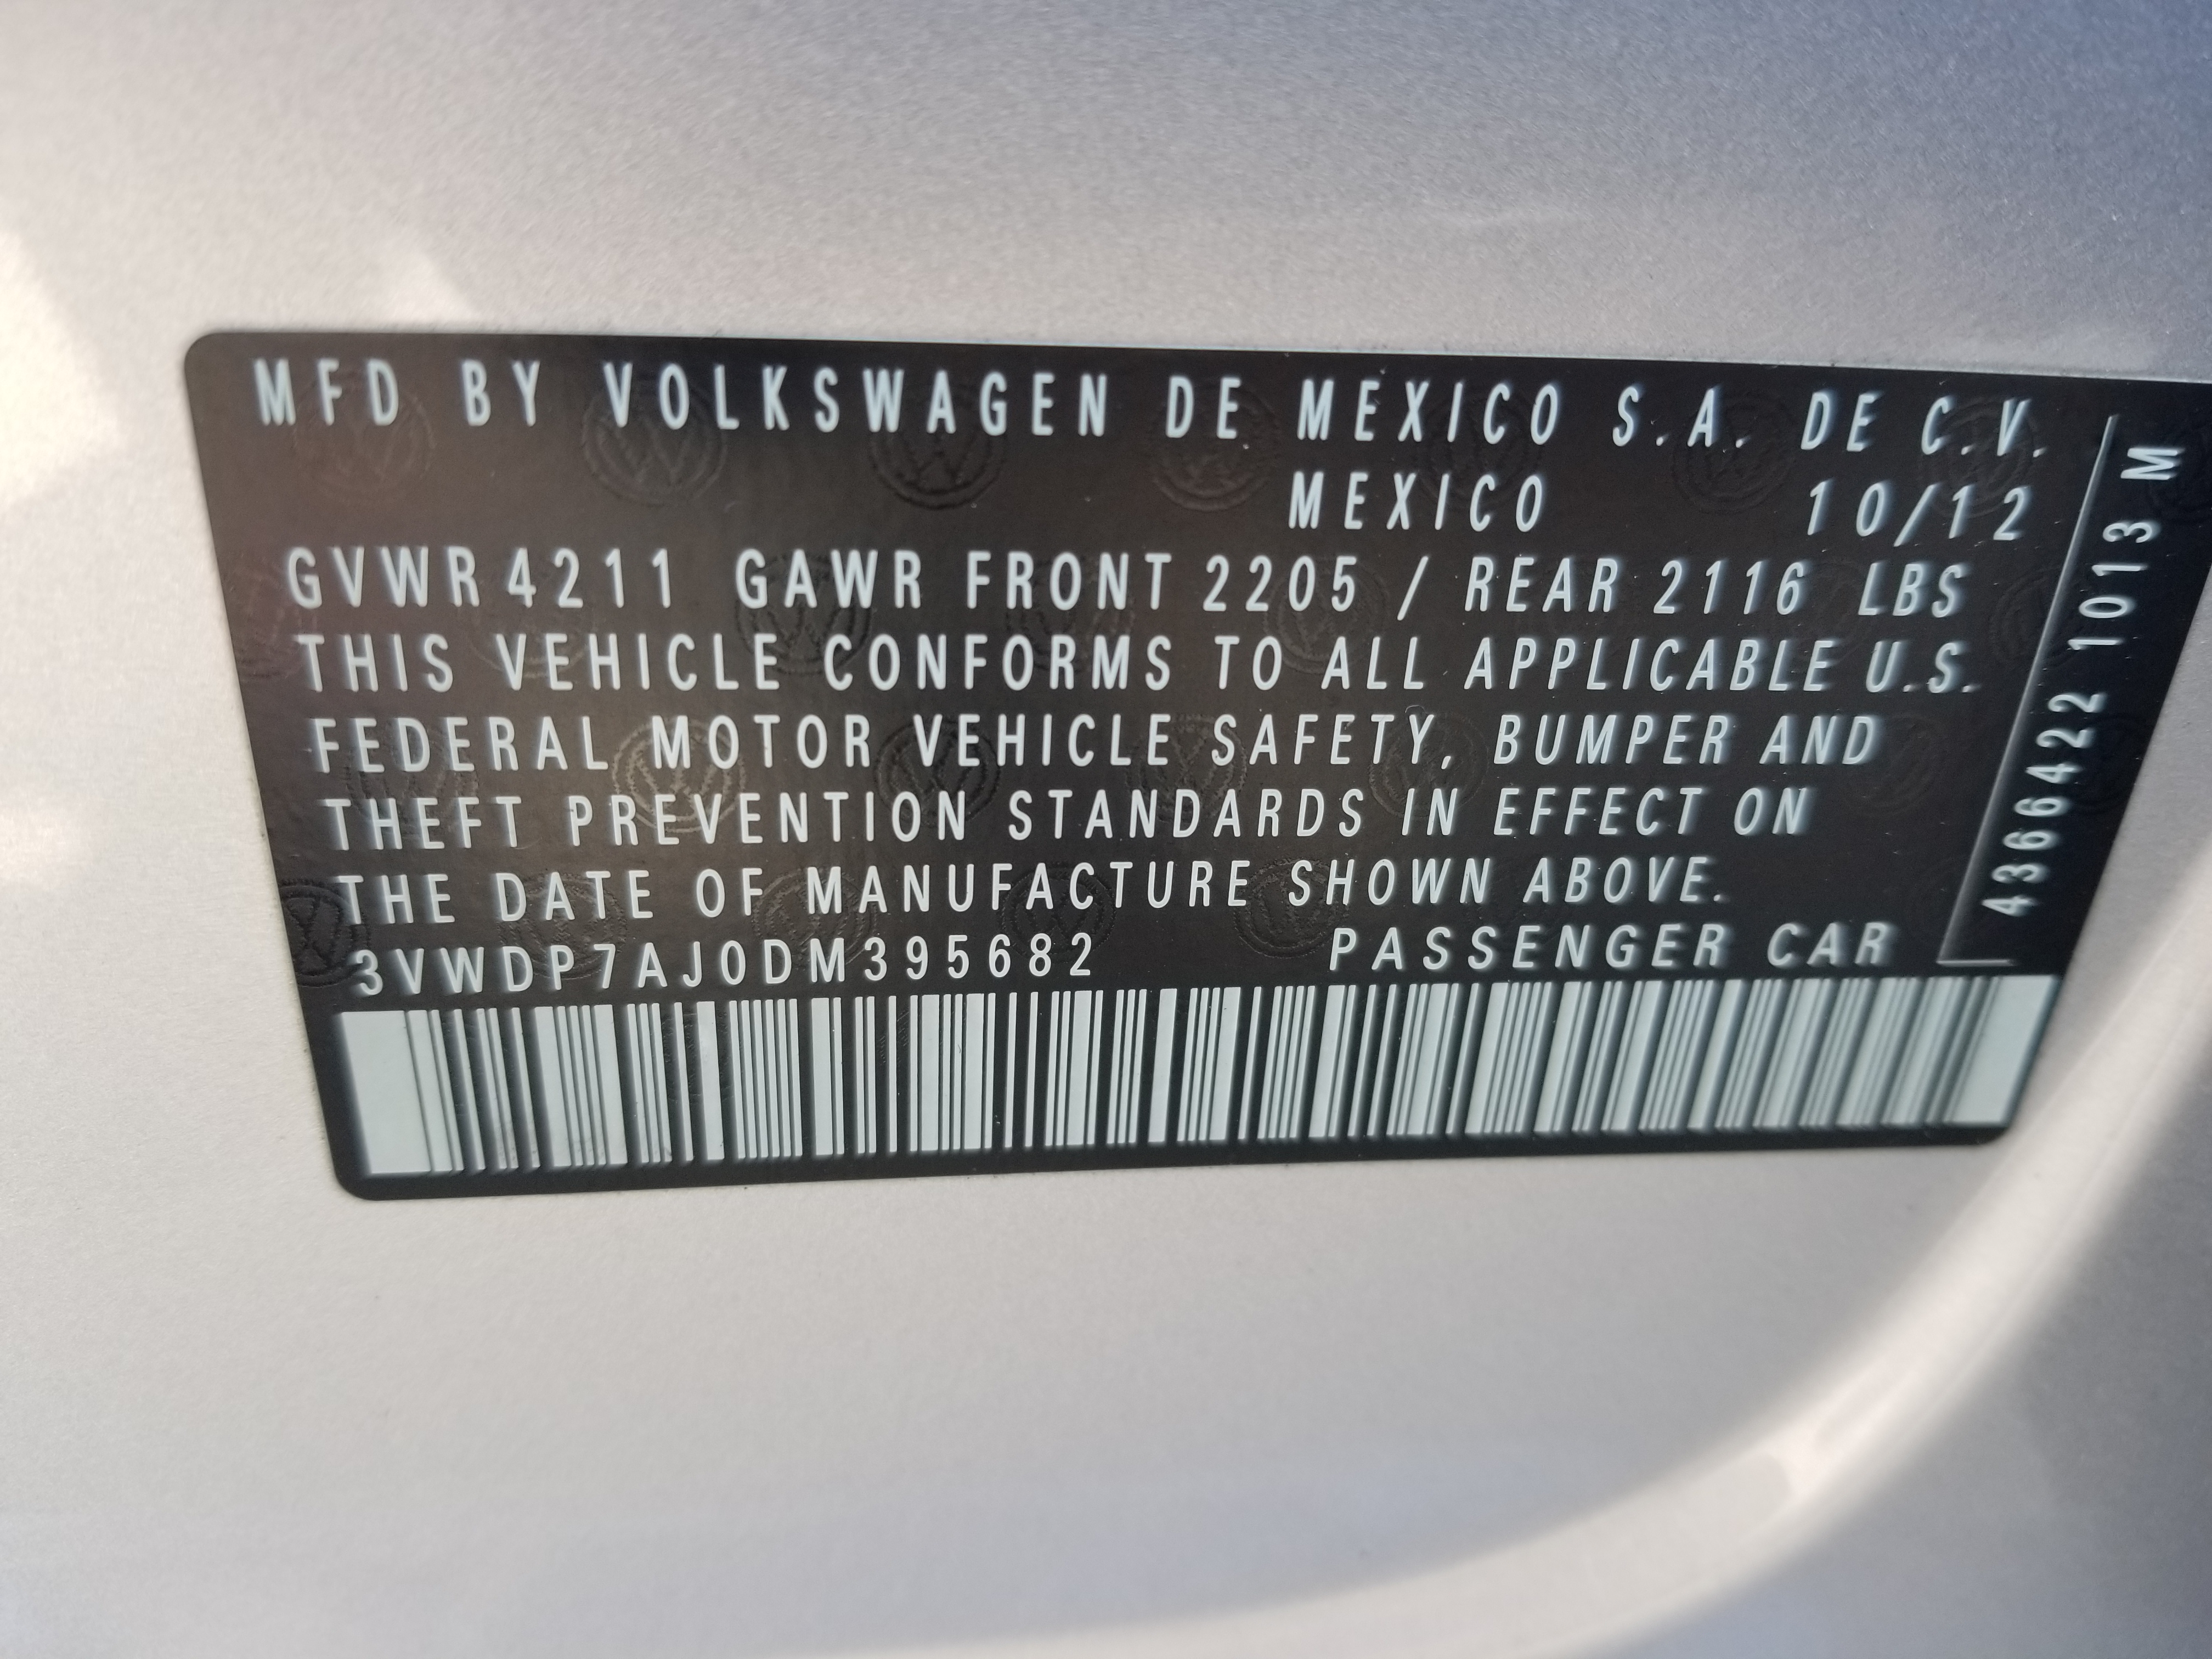 MFD BY VOLKSWAGEN DE MEXICO S.A. DE C.V.
MEXICO 10/12
GVWR 4211 GAWR FRONT 2205 / REAR 2116 LBS
THIS VEHICLE CONFORMS TO ALL APPLICABLE U.S.
FEDERAL MOTOR VEHICLE SAFETY, BUMPER AND
THEFT PREVENTION STANDARDS IN EFFECT ON
THE DATE OF MANUFACTURE SHOWN ABOVE.
3VWDP7AJ0DM395682 PASSENGER CAR
4366422 1013 M